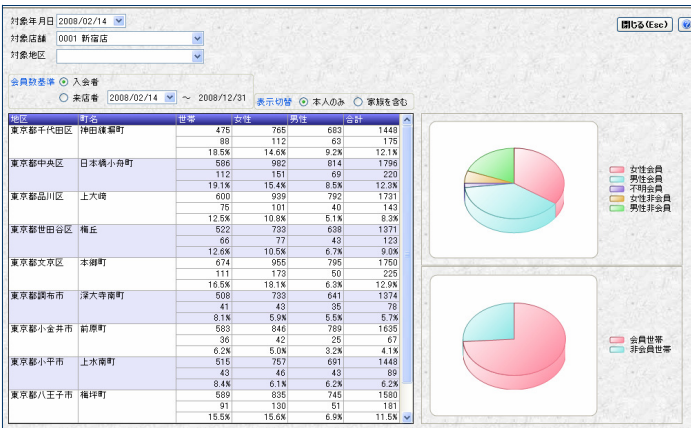 対象年月日 2008/02/14
閉じる(Esc)
対象店舗 0001 新宿店
対象地区
会員数基準 入会者
来店者 2008/02/14 ～ 2008/12/31 表示切替 本人のみ 家族を含む
地区 町名 世帯 女性 男性 合計
東京都千代田区 神田練塀町 475 765 683 1448
88 112 63 175
18.5% 14.6% 9.2% 12.1%
東京都中央区 日本橋小舟町 586 982 814 1796
112 151 69 220
19.1% 15.4% 8.5% 12.3%
東京都品川区 上大崎 600 939 792 1731
75 101 40 143
12.5% 10.8% 5.1% 8.3%
東京都世田谷区 梅丘 522 733 638 1371
66 77 43 123
12.6% 10.5% 6.7% 9.0%
東京都文京区 本郷町 674 955 795 1750
111 173 50 225
16.5% 18.1% 6.3% 12.9%
東京都調布市 深大寺南町 508 733 641 1374
41 43 35 78
8.1% 5.9% 5.5% 5.7%
東京都小金井市 前原町 583 846 789 1635
36 42 25 67
6.2% 5.0% 3.2% 4.1%
東京都小平市 上水南町 515 757 691 1448
43 46 43 89
8.4% 6.1% 6.2% 6.2%
東京都八王子市 梅坪町 589 835 745 1580
91 130 51 181
15.5% 15.6% 6.9% 11.5%
女性会員
男性会員
不明会員
女性非会員
男性非会員
会員世帯
非会員世帯